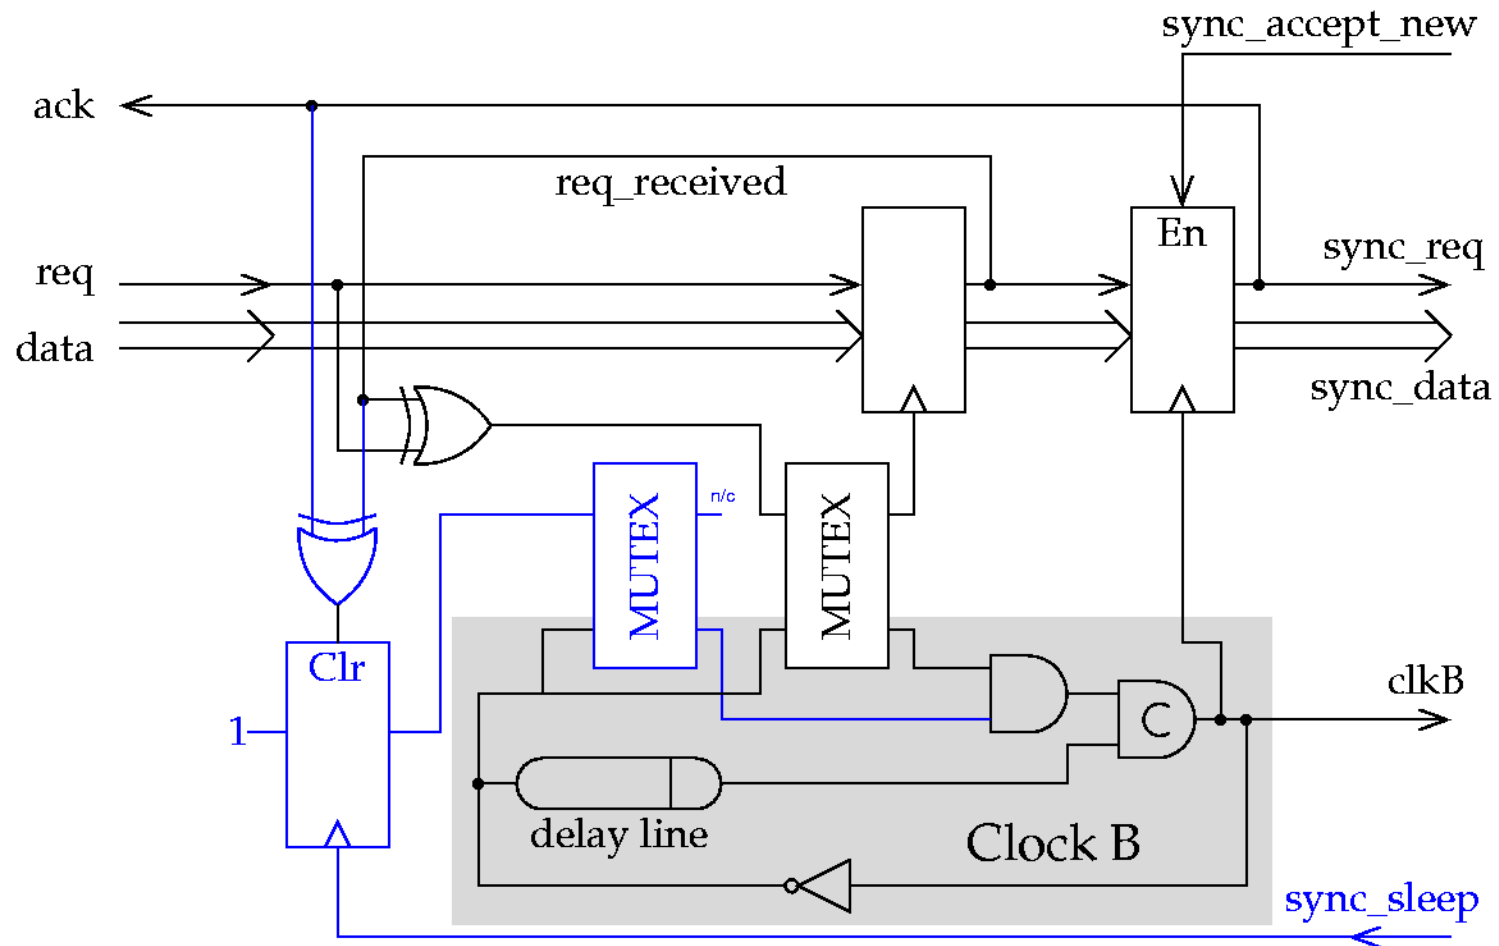 sync_accept_new
ack
req_received
En
req
sync_req
data
sync_data
MUTEX
n/c
MUTEX
Clr
1
C
clkB
delay line
Clock B
sync_sleep